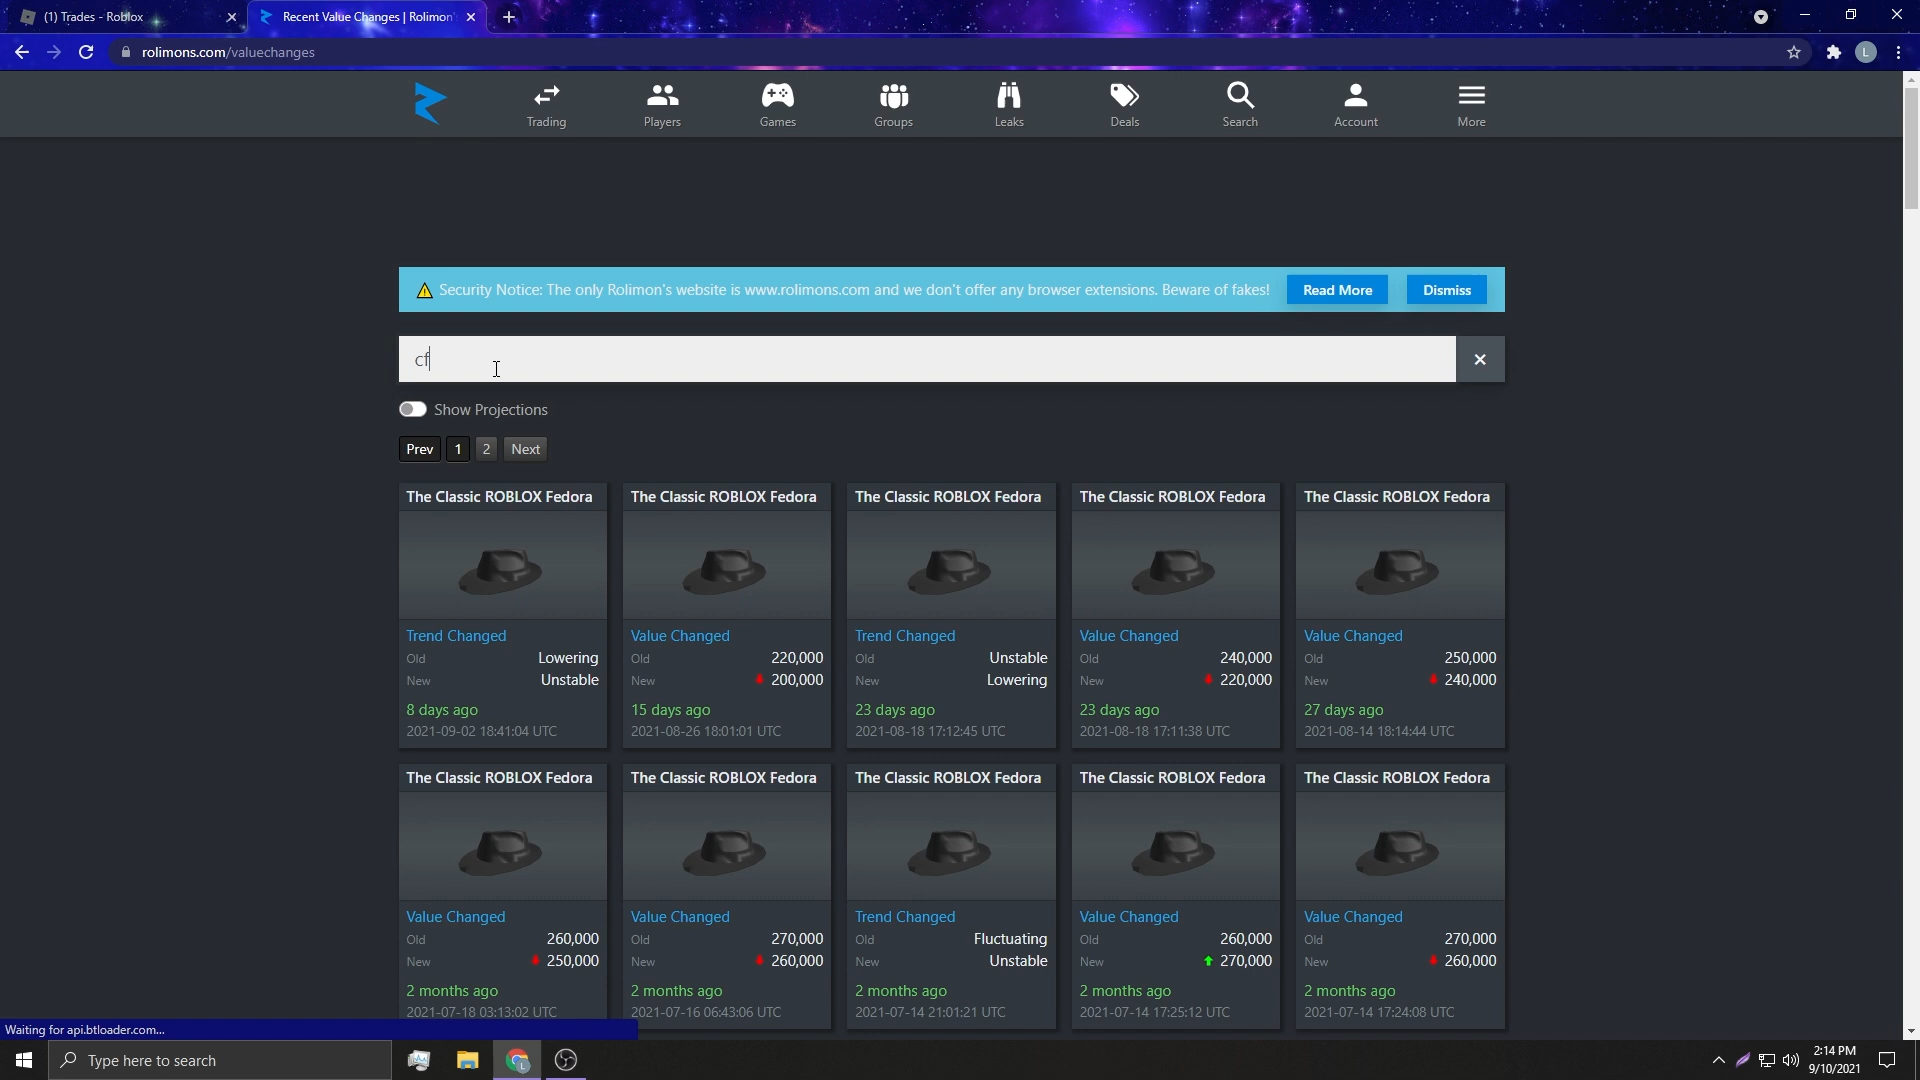 (1) Trades - Roblox
Recent Value Changes | Rolimon'
rolimons.com/valuechanges
L
Trading
Players
Games
Groups
Leaks
Deals
Search
Account
More
Security Notice: The only Rolimon's website is www.rolimons.com and we don't offer any browser extensions. Beware of fakes!
Read More
Dismiss
cf
Show Projections
Prev 1 2 Next
The Classic ROBLOX Fedora
Trend Changed
Old Lowering
New Unstable
8 days ago
2021-09-02 18:41:04 UTC
The Classic ROBLOX Fedora
Value Changed
Old 220,000
New 200,000
15 days ago
2021-08-26 18:01:01 UTC
The Classic ROBLOX Fedora
Trend Changed
Old Unstable
New Lowering
23 days ago
2021-08-18 17:12:45 UTC
The Classic ROBLOX Fedora
Value Changed
Old 240,000
New 220,000
23 days ago
2021-08-18 17:11:38 UTC
The Classic ROBLOX Fedora
Value Changed
Old 250,000
New 240,000
27 days ago
2021-08-14 18:14:44 UTC
The Classic ROBLOX Fedora
Value Changed
Old 260,000
New 250,000
2 months ago
2021-07-18 03:13:02 UTC
The Classic ROBLOX Fedora
Value Changed
Old 270,000
New 260,000
2 months ago
2021-07-16 06:43:06 UTC
The Classic ROBLOX Fedora
Trend Changed
Old Fluctuating
New Unstable
2 months ago
2021-07-14 21:01:21 UTC
The Classic ROBLOX Fedora
Value Changed
Old 260,000
New 270,000
2 months ago
2021-07-14 17:25:12 UTC
The Classic ROBLOX Fedora
Value Changed
Old 270,000
New 260,000
2 months ago
2021-07-14 17:24:08 UTC
Waiting for api.btloader.com...
Type here to search
L
2:14 PM
9/10/2021